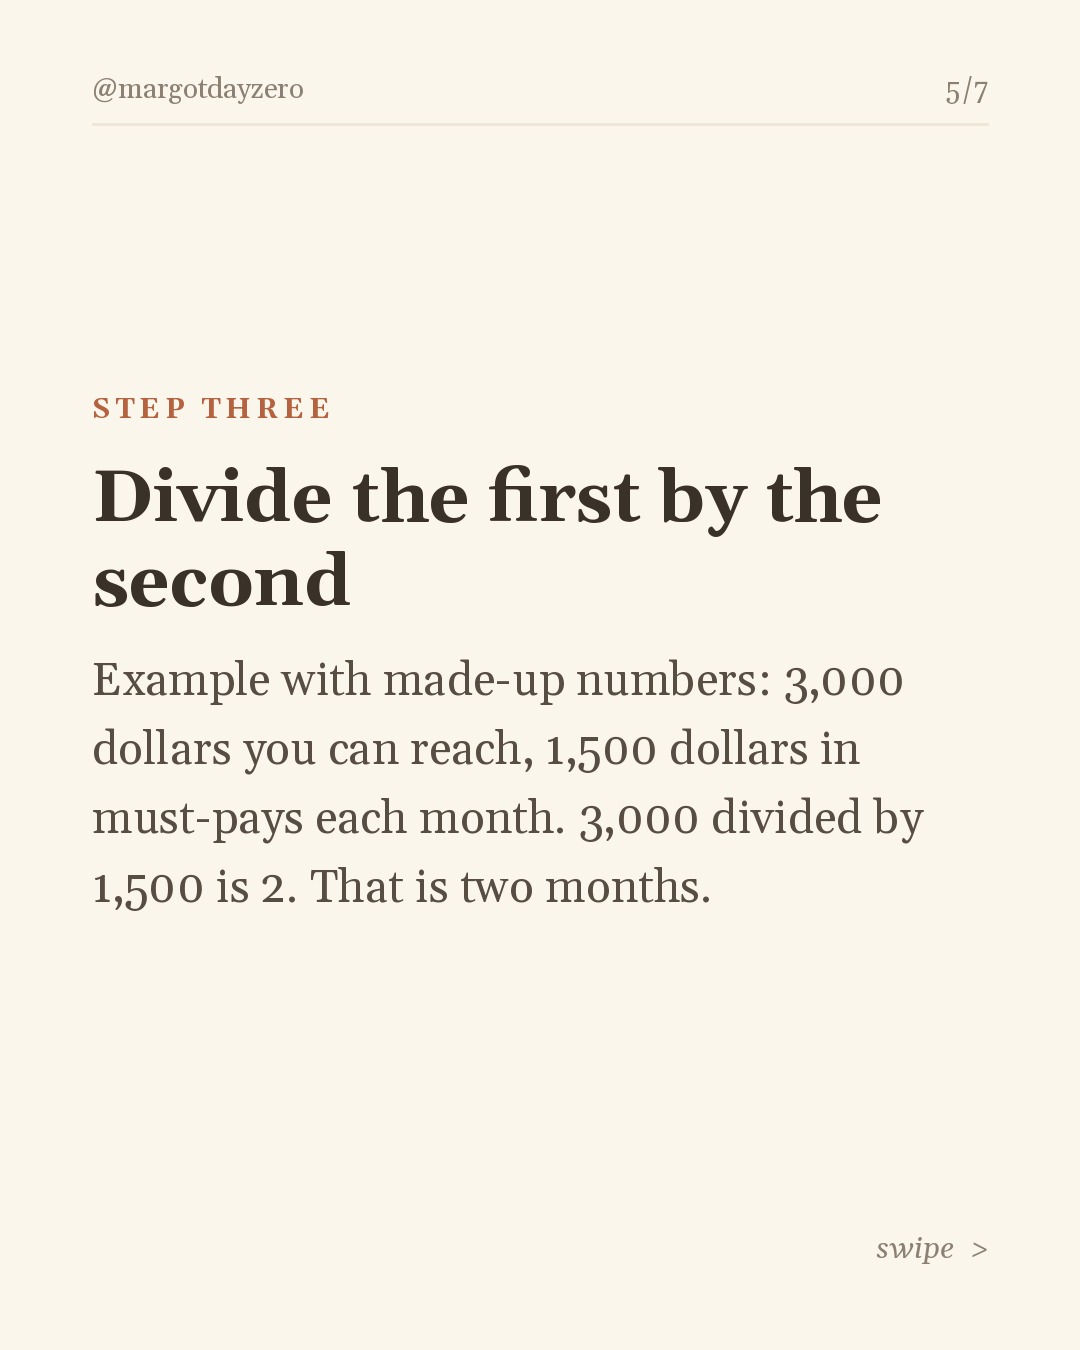 @margotdayzero
5/7
STEP THREE
Divide the first by the
second
Example with made-up numbers: 3,000
dollars you can reach, 1,500 dollars in
must-pays each month. 3,000 divided by
1,500 is 2. That is two months.
swipe >